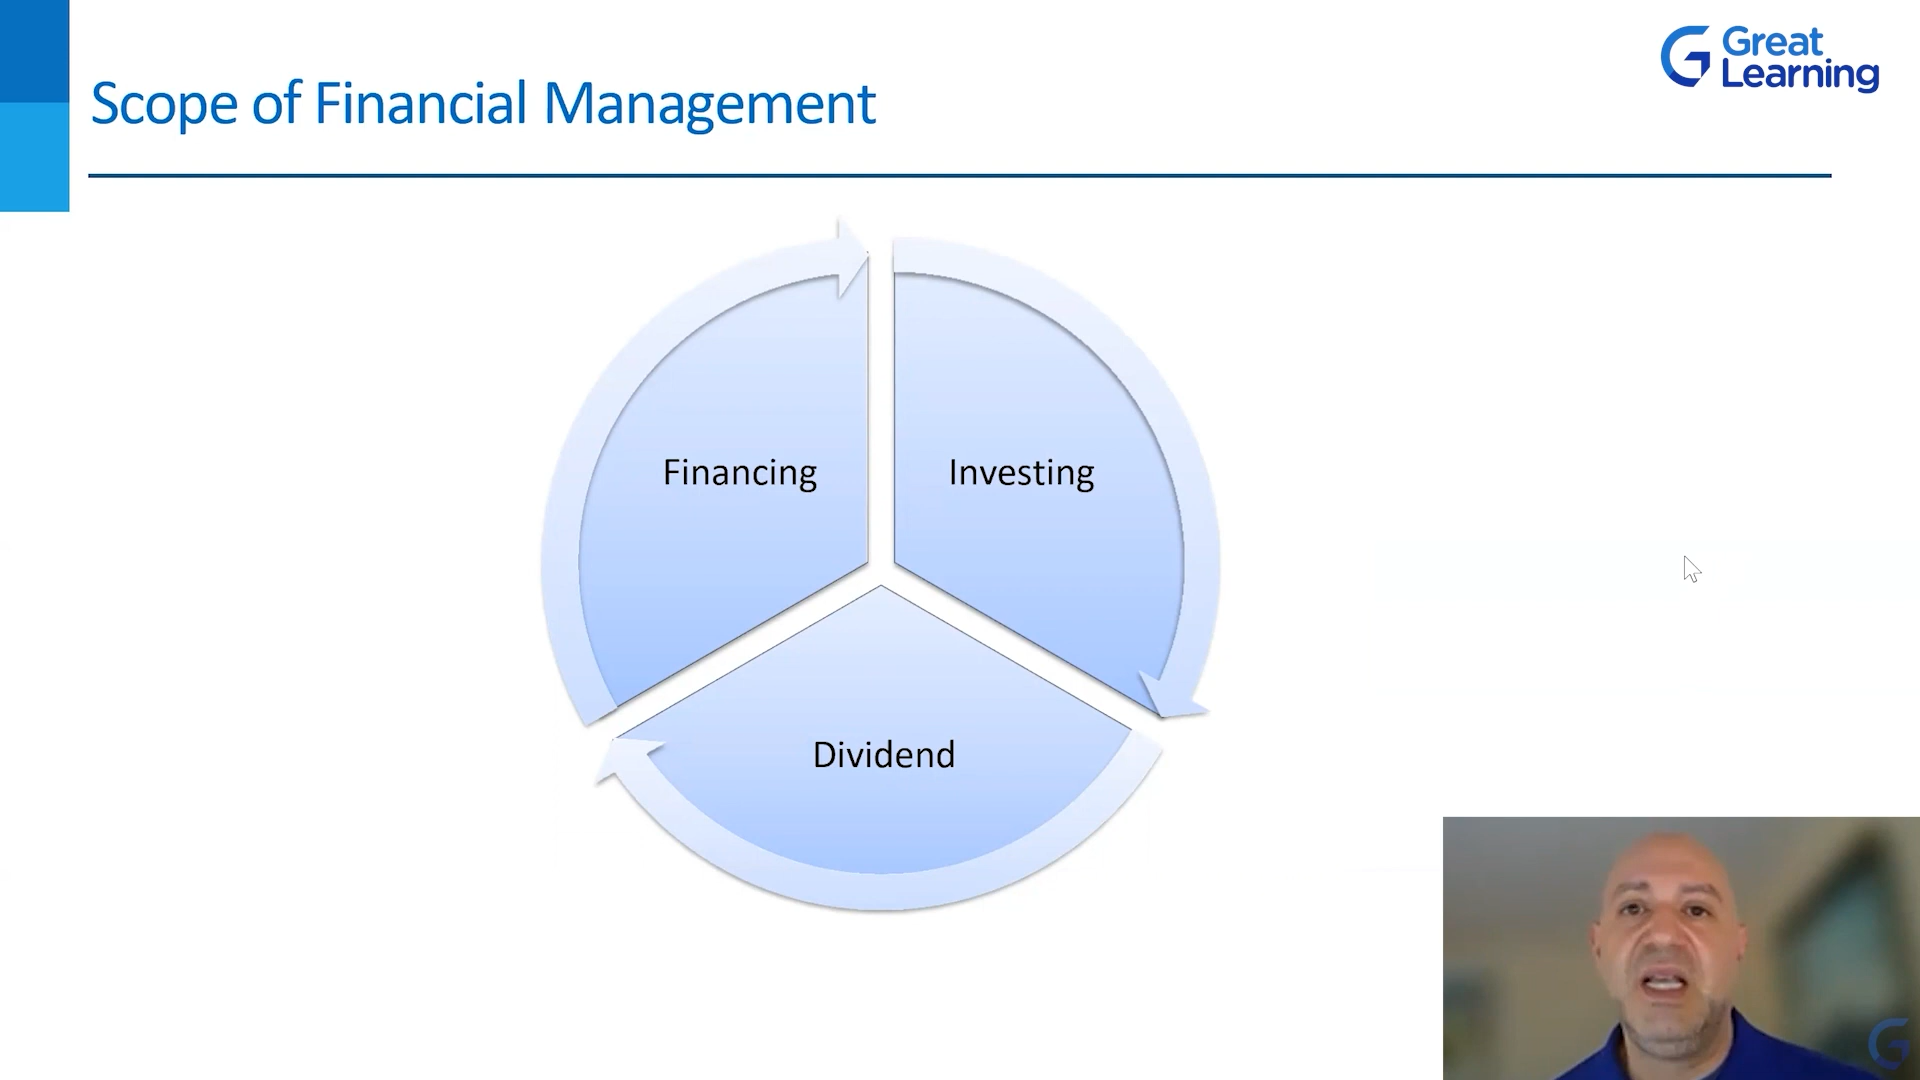 Great
Learning
Scope of Financial Management
Financing
Investing
Dividend